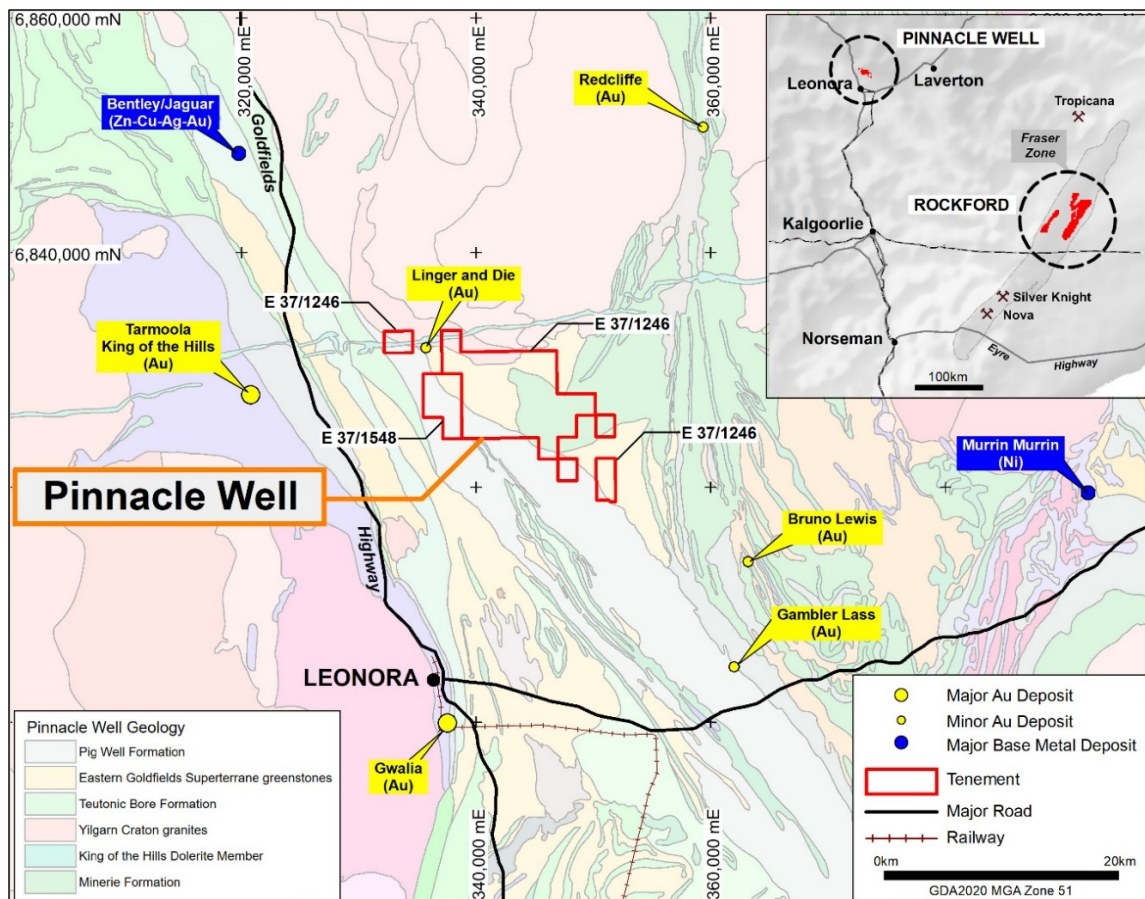 6,860,000 mN
320,000 mE
340,000 mE
360,000 mE
Bentley/Jaguar
(Zn-Cu-Ag-Au)
Goldfields
Redcliffe
(Au)
6,840,000 mN
E 37/1246
Linger and Die
(Au)
E 37/1246
Tarmoola
King of the Hills
(Au)
E 37/1548
E 37/1246
Pinnacle Well
Highway
Murrin Murrin
(Ni)
Bruno Lewis
(Au)
Gambler Lass
(Au)
LEONORA
Gwalia
(Au)
340,000 mE
360,000 mE
PINNACLE WELL
Leonora
Laverton
Tropicana
Fraser
Zone
ROCKFORD
Kalgoorlie
Silver Knight
Nova
Norseman
Eyre
Highway
100km
Pinnacle Well Geology
Pig Well Formation
Eastern Goldfields Superterrane greenstones
Teutonic Bore Formation
Yilgarn Craton granites
King of the Hills Dolerite Member
Minerie Formation
Major Au Deposit
Minor Au Deposit
Major Base Metal Deposit
Tenement
Major Road
Railway
0km
20km
GDA2020 MGA Zone 51